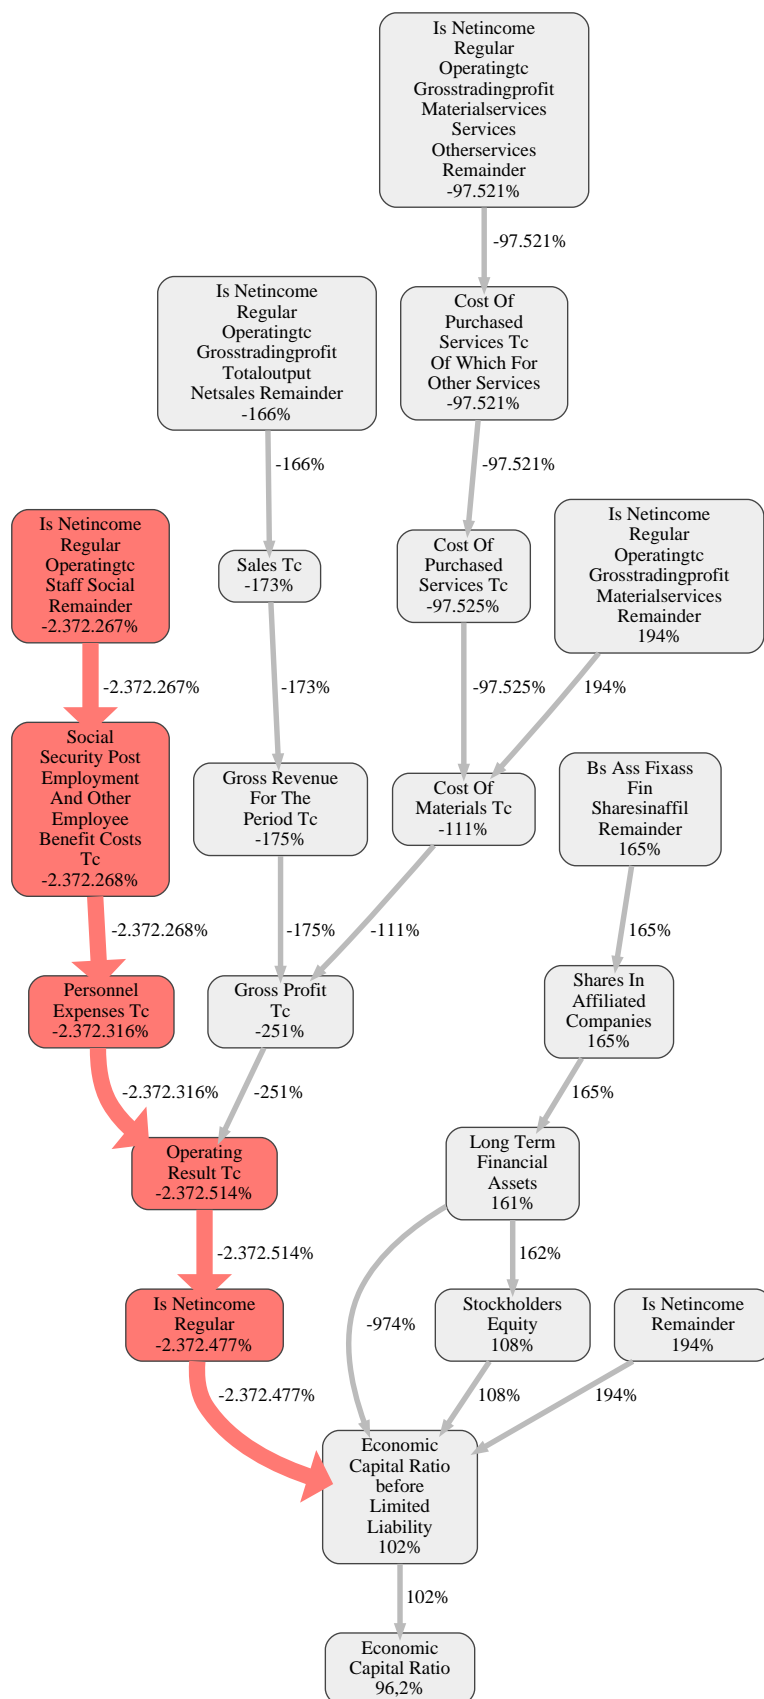 Is Netincome
Regular
Operatingtc
Grosstradingprofit
Materialservices
Services
Otherservices
Remainder
-97.521%
-97.521%
Is Netincome
Regular
Operatingtc
Grosstradingprofit
Totaloutput
Netsales Remainder
-166%
Cost Of
Purchased
Services Tc
Of Which For
Other Services
-97.521%
-166%
-97.521%
Is Netincome
Regular
Operatingtc
Staff Social
Remainder
-2.372.267%
Sales Tc
-173%
Cost Of
Purchased
Services Tc
-97.525%
Is Netincome
Regular
Operatingtc
Grosstradingprofit
Materialservices
Remainder
194%
-2.372.267%
-173%
-97.525%
194%
Social
Security Post
Employment
And Other
Employee
Benefit Costs
Tc
-2.372.268%
Gross Revenue
For The
Period Tc
-175%
Cost Of
Materials Tc
-111%
Bs Ass Fixass
Fin
Sharesinaffil
Remainder
165%
-2.372.268%
-175%
-111%
165%
Personnel
Expenses Tc
-2.372.316%
Gross Profit
Tc
-251%
Shares In
Affiliated
Companies
165%
-2.372.316%
-251%
165%
Operating
Result Tc
-2.372.514%
Long Term
Financial
Assets
161%
-2.372.514%
162%
Is Netincome
Regular
-2.372.477%
-974%
Stockholders
Equity
108%
Is Netincome
Remainder
194%
-2.372.477%
108%
194%
Economic
Capital Ratio
before
Limited
Liability
102%
102%
Economic
Capital Ratio
96,2%